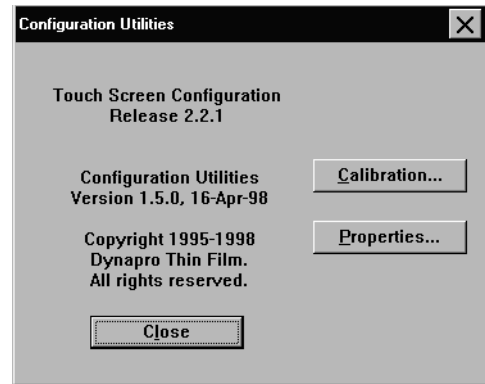 Configuration Utilities
Touch Screen Configuration
Release 2.2.1
Configuration Utilities
Version 1.5.0, 16-Apr-98
Calibration...
Copyright 1995-1998
Dynapro Thin Film.
All rights reserved.
Properties...
Close